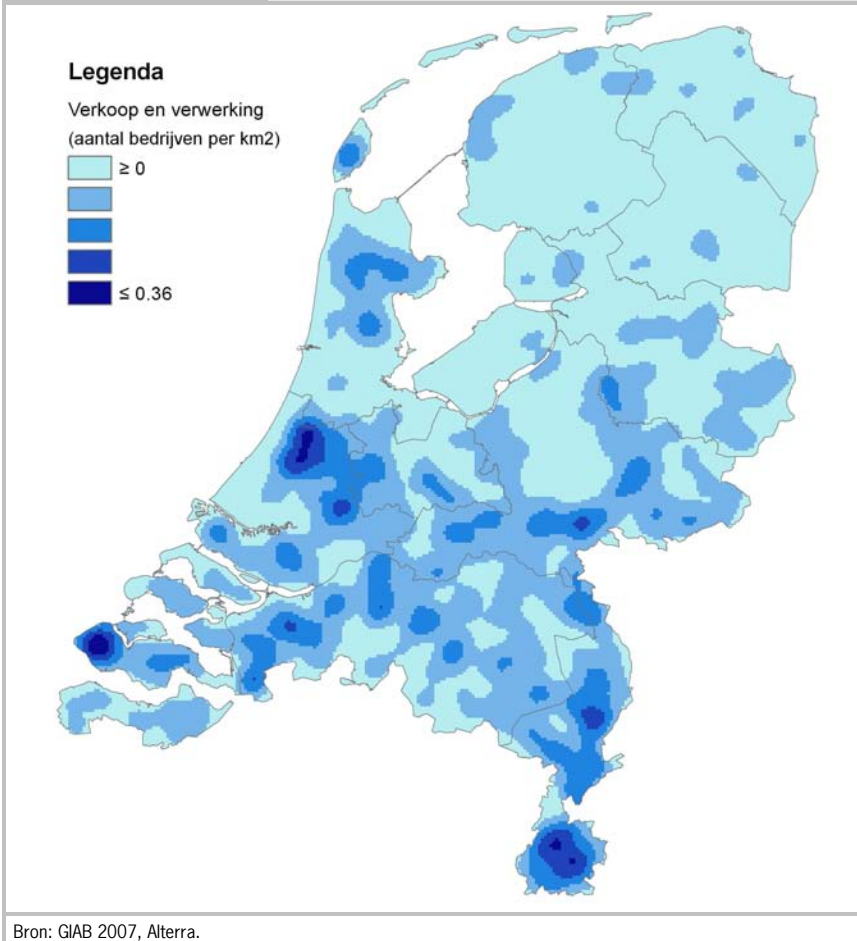 Legenda
Verkoop en verwerking
(aantal bedrijven per km2)
≥ 0
≤ 0.36
Bron: GIAB 2007, Alterra.